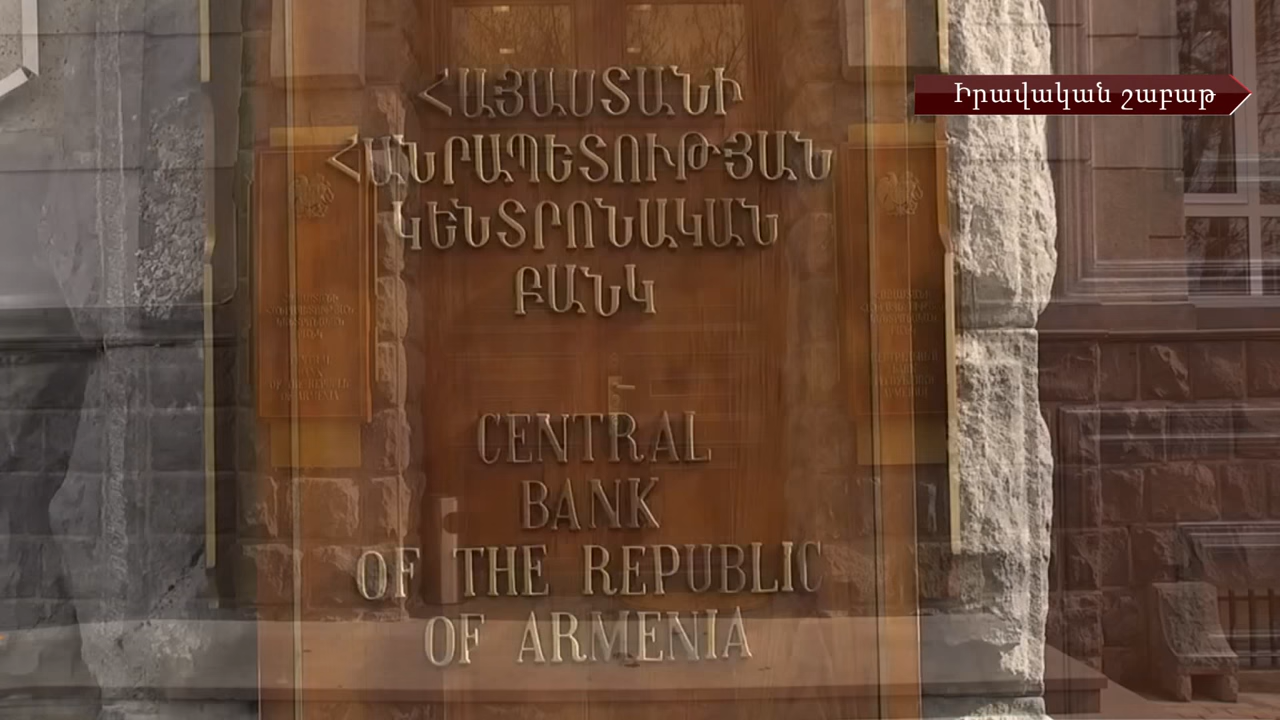 Իրավական շաբաթ
ՀԱՅԱՍՏԱՆԻ
ՀԱՆՐԱՊԵՏՈՒԹՅԱՆ
ԿԵՆՏՐՈՆԱԿԱՆ
ԲԱՆԿ
CENTRAL
BANK
OF THE REPUBLIC
OF ARMENIA